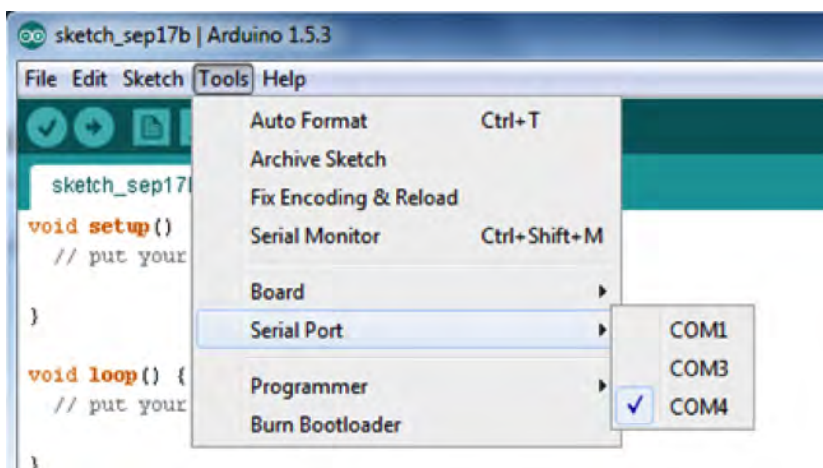 sketch_sep17b | Arduino 1.5.3
File Edit Sketch Tools Help
Auto Format Ctrl+T
Archive Sketch
sketch_sep17
Fix Encoding & Reload
void setup()
Serial Monitor Ctrl+Shift+M
// put your
Board
}
Serial Port
COM1
COM3
void loop() {
Programmer
// put your
COM4
Burn Bootloader
}